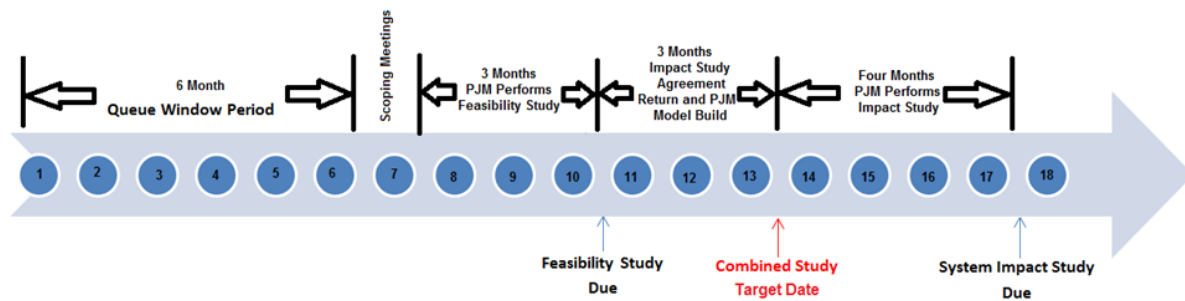 6 Month
Queue Window Period
Scoping Meetings
3 Months
PJM Performs
Feasibility Study
3 Months
Impact Study
Agreement
Return and PJM
Model Build
Four Months
PJM Performs
Impact Study
1 2 3 4 5 6 7 8 9 10 11 12 13 14 15 16 17 18
Feasibility Study
Due
Combined Study
Target Date
System Impact Study
Due